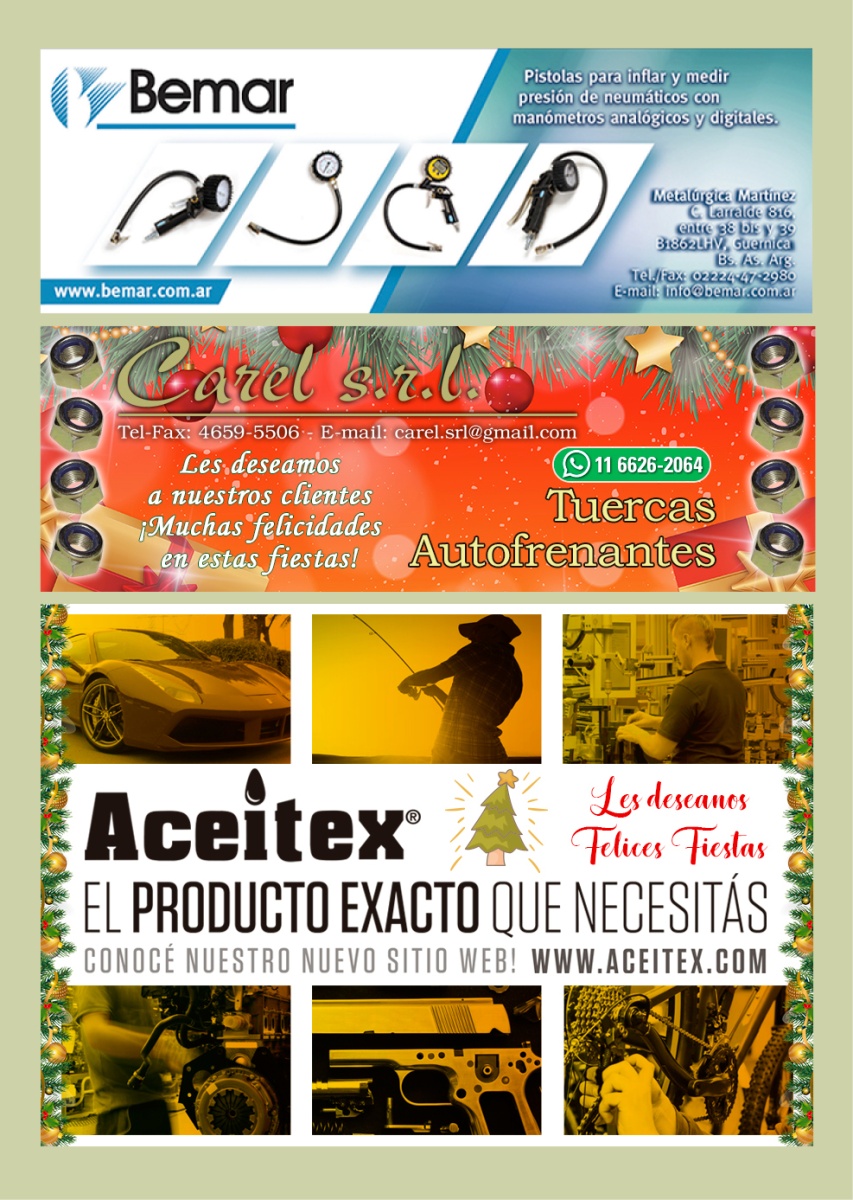 Bemar
Pistolas para inflar y medir
presión de neumáticos con
manómetros analógicos y digitales.
Metalúrgica Martinez
C. Larralde 816,
entre 38 bis y 39
B1862LHV, Guernica
Bs. As. Arg.
Tel./Fax: 02224-47-2980
E-mail: info@bemar.com.ar
www.bemar.com.ar
Carel s.r.l.
Tel-Fax: 4659-5506 - E-mail: carel.srl@gmail.com
Les deseamos
a nuestros clientes
¡Muchas felicidades
en estas fiestas!
11 6626-2064
Tuercas
Autofrenantes
Aceitex®
Les deseanos
Felices Fiestas
EL PRODUCTO EXACTO QUE NECESITÁS
CONOCÉ NUESTRO NUEVO SITIO WEB! WWW.ACEITEX.COM